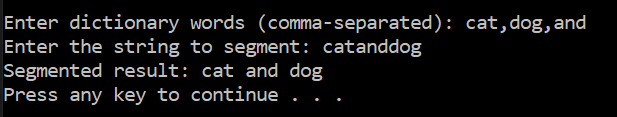 Enter dictionary words (comma-separated): cat,dog,and
Enter the string to segment: catanddog
Segmented result: cat and dog
Press any key to continue . . .